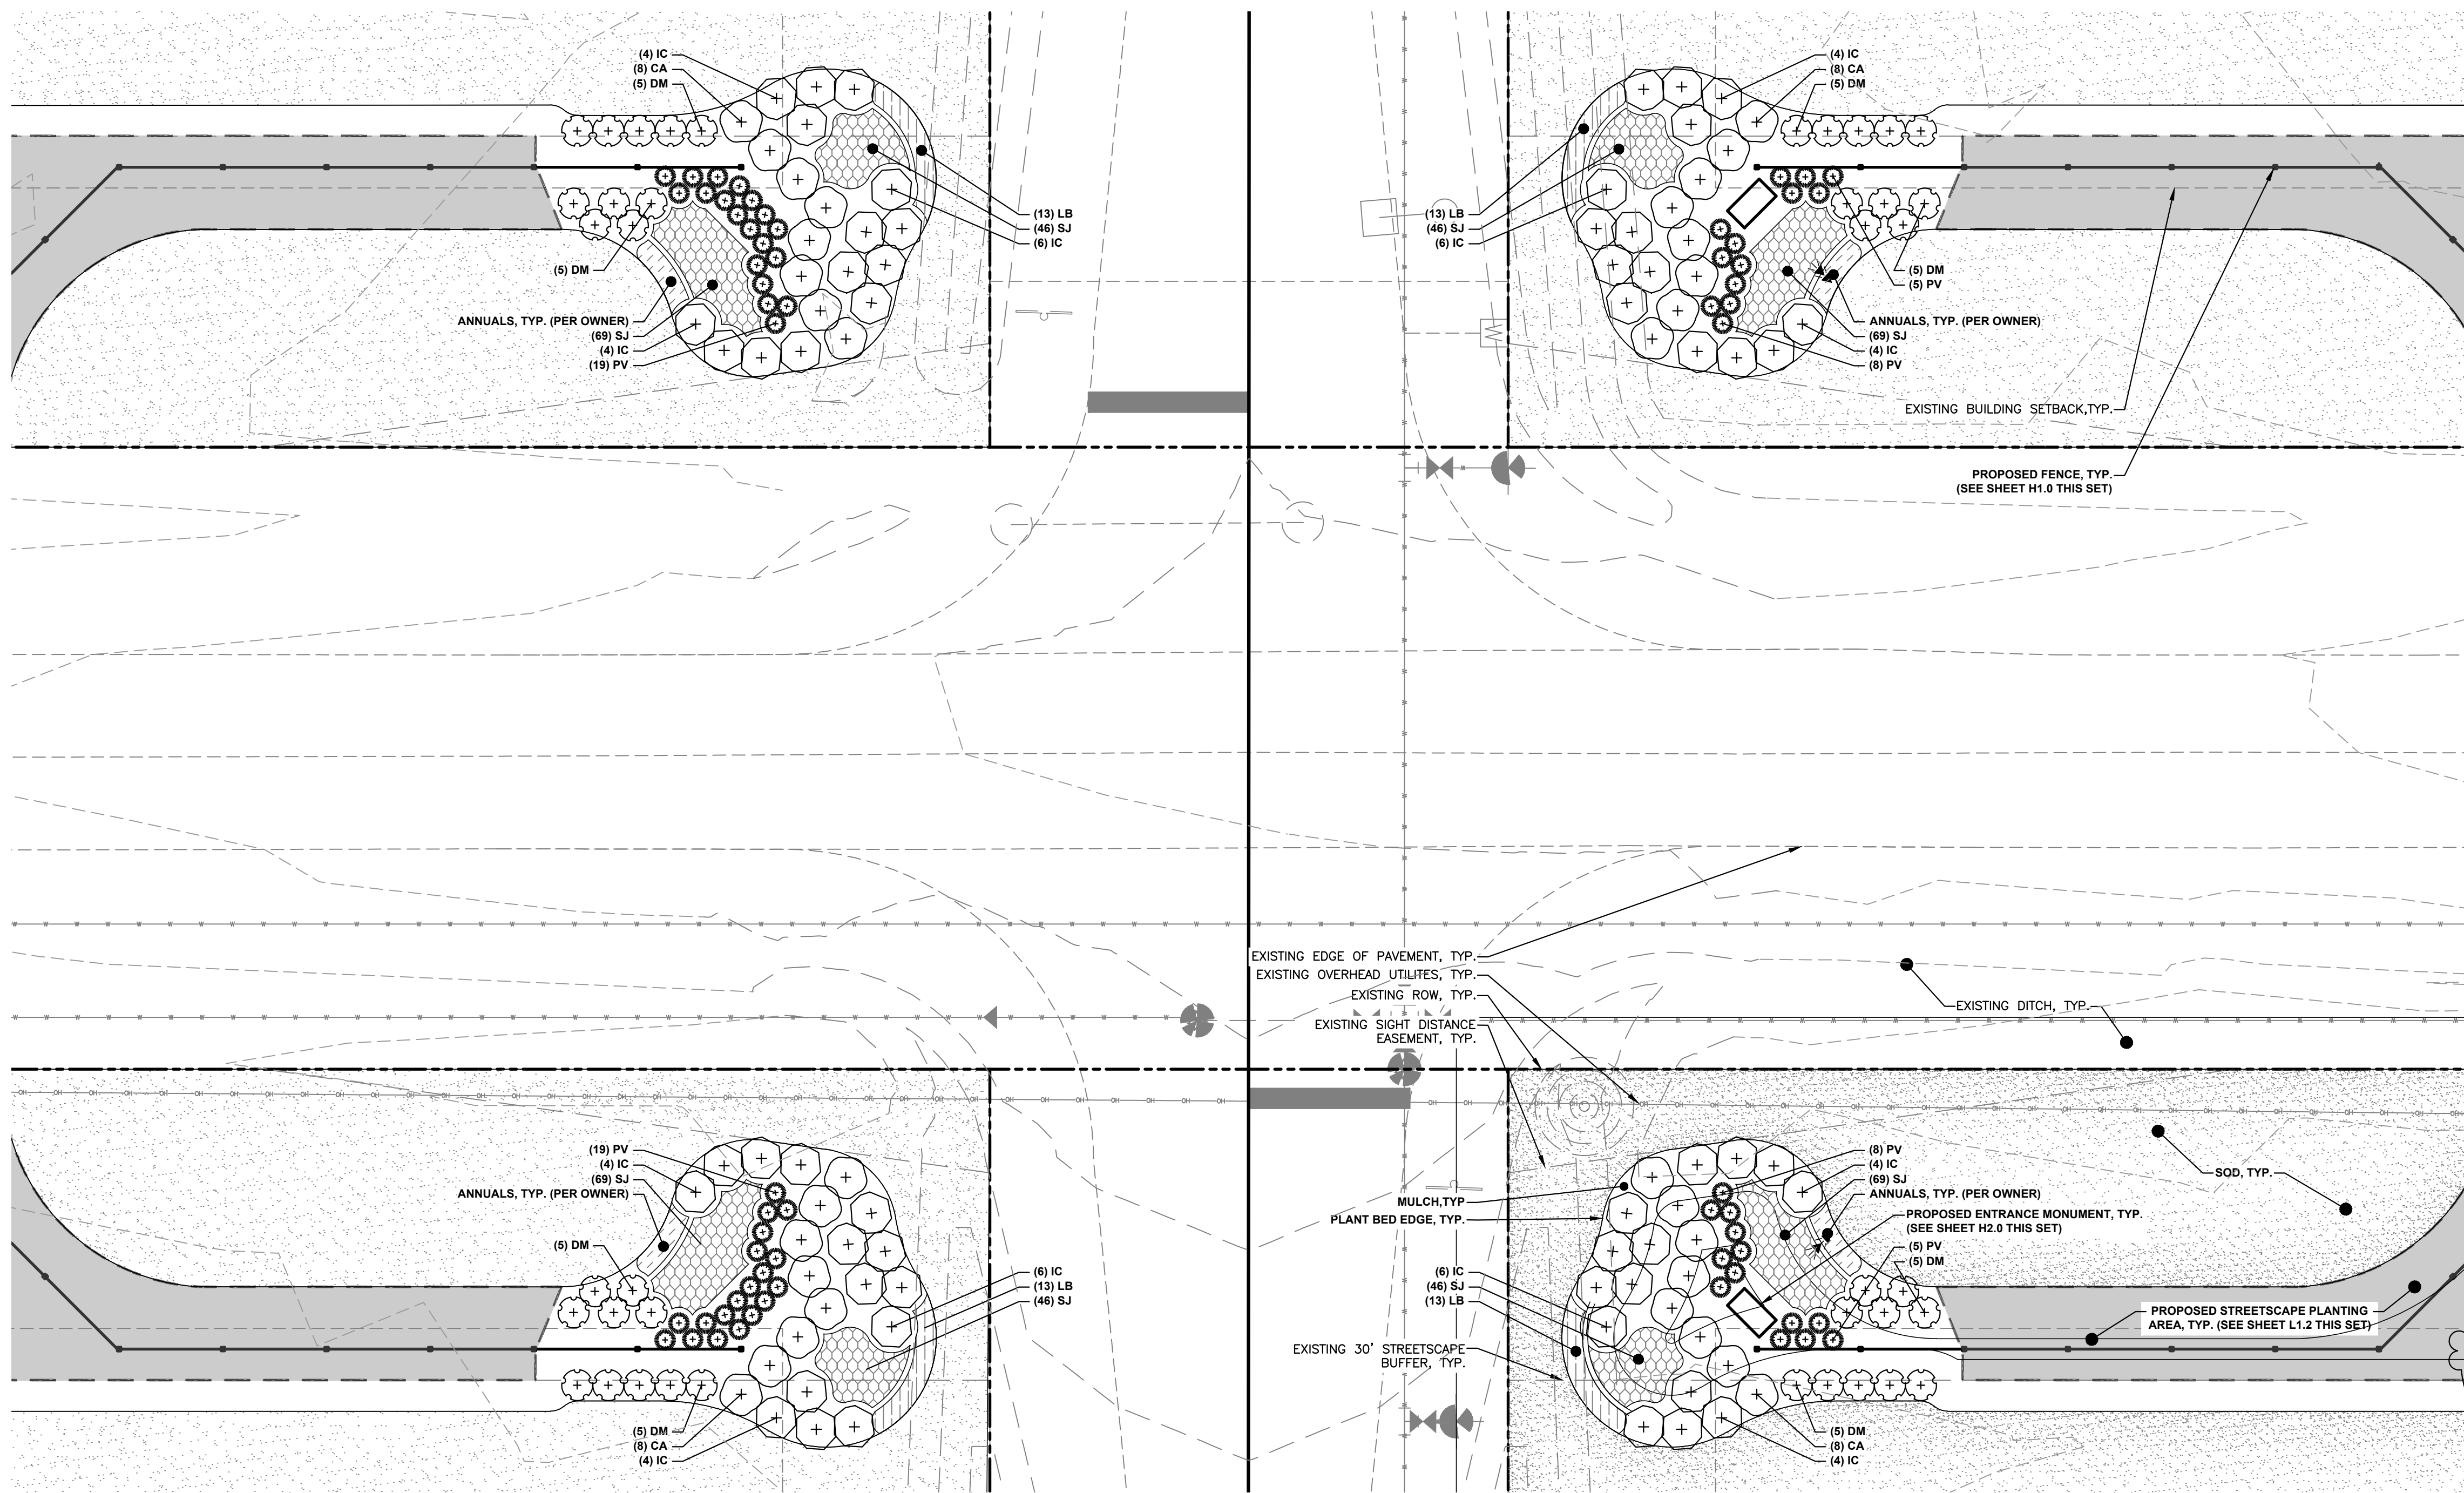 (4) IC
(8) CA
(5) DM
(13) LB
(46) SJ
(6) IC
(5) DM
ANNUALS, TYP. (PER OWNER)
(69) SJ
(4) IC
(19) PV
(4) IC
(8) CA
(5) DM
(13) LB
(46) SJ
(6) IC
(5) DM
(5) PV
ANNUALS, TYP. (PER OWNER)
(69) SJ
(4) IC
(8) PV
EXISTING BUILDING SETBACK,TYP.
PROPOSED FENCE, TYP.
(SEE SHEET H1.0 THIS SET)
EXISTING EDGE OF PAVEMENT, TYP.
EXISTING OVERHEAD UTILITES, TYP.
EXISTING ROW, TYP.
EXISTING SIGHT DISTANCE
EASEMENT, TYP.
EXISTING DITCH, TYP.
(19) PV
(4) IC
(69) SJ
ANNUALS, TYP. (PER OWNER)
(5) DM
(6) IC
(13) LB
(46) SJ
(5) DM
(8) CA
(4) IC
MULCH,TYP
PLANT BED EDGE, TYP.
(6) IC
(46) SJ
(13) LB
EXISTING 30' STREETSCAPE
BUFFER, TYP.
(8) PV
(4) IC
(69) SJ
ANNUALS, TYP. (PER OWNER)
PROPOSED ENTRANCE MONUMENT, TYP.
(SEE SHEET H2.0 THIS SET)
(5) PV
(5) DM
SOD, TYP.
PROPOSED STREETSCAPE PLANTING
AREA, TYP. (SEE SHEET L1.2 THIS SET)
(5) DM
(8) CA
(4) IC